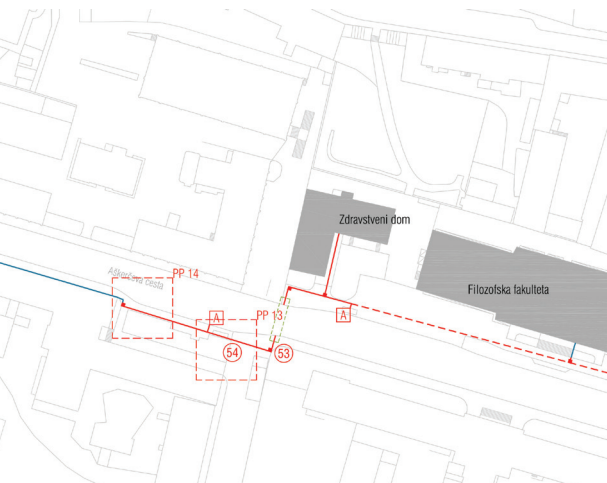 Zdravstveni dom
Aškerčeva cesta
PP 14
Filozofska fakulteta
A
PP 13
A
54
53